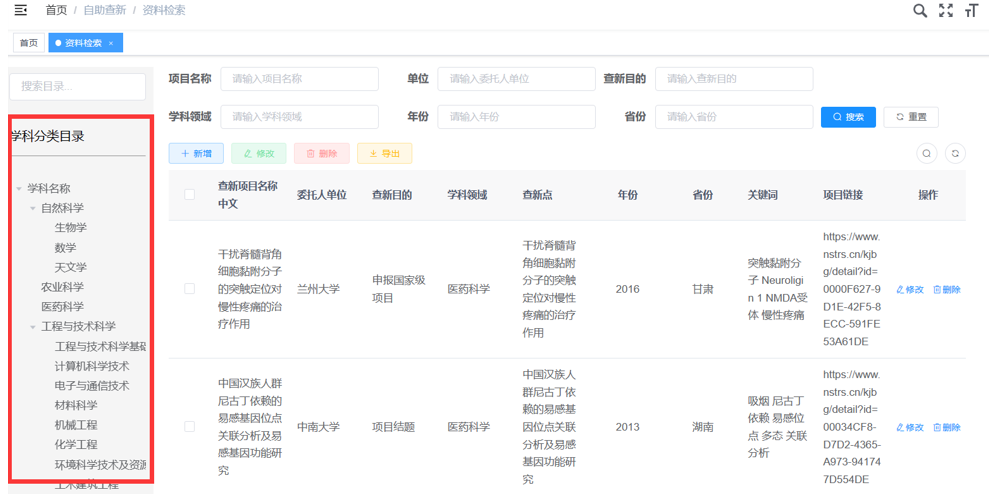 首页 / 自助查新 / 资料检索
首页
资料检索 ×
搜索目录...
学科分类目录
学科名称
自然科学
生物学
数学
天文学
农业科学
医药科学
工程与技术科学
工程与技术科学基础
计算机科学技术
电子与通信技术
材料科学
机械工程
化学工程
环境科学技术及资源
土木建筑工程
项目名称 请输入项目名称 单位 请输入委托人单位 查新目的 请输入查新目的
学科领域 请输入学科领域 年份 请输入年份 省份 请输入省份 搜索 重置
新增 修改 删除 导出
查新项目名称
中文
委托人单位 查新目的 学科领域 查新点 年份 省份 关键词 项目链接 操作
干扰脊髓背角
细胞黏附分子
的突触定位对
慢性疼痛的治
疗作用
兰州大学
申报国家级
项目
医药科学
干扰脊髓背
角细胞黏附
分子的突触
定位对慢性
疼痛的治疗
作用
2016
甘肃
突触黏附分
子 Neuroligi
n 1 NMDA受
体 慢性疼痛
https://www.
nstrs.cn/kjb
g/detail?id=
0000F627-9
D1E-42F5-8
ECC-591FE
53A61DE
修改 删除
中国汉族人群
尼古丁依赖的
易感基因位点
关联分析及易
感基因功能研
究
中南大学
项目结题
医药科学
中国汉族人
群尼古丁依
赖的易感基
因位点关联
分析及易感
基因功能研
究
2013
湖南
吸烟 尼古丁
依赖 易感位
点 多态 关联
分析
https://www.
nstrs.cn/kjb
g/detail?id=
00034CF8-
D7D2-4365-
A973-94174
7D554DE
修改 删除